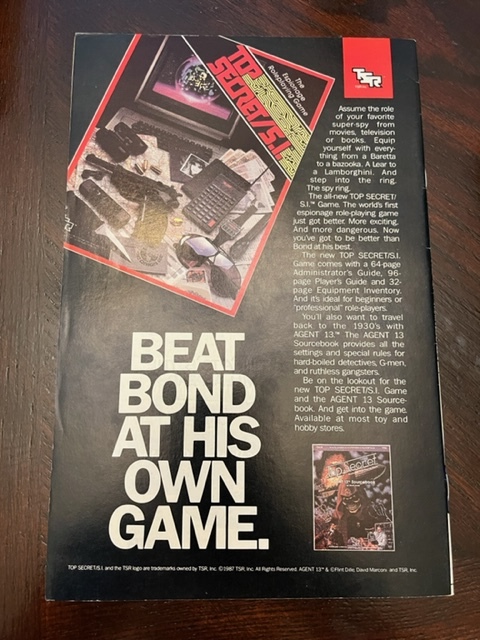 TOP
SECRET/S.I.
The
Espionage
Roleplaying Game
TSR
Assume the role
of your favorite
super-spy from
movies, television
or books. Equip
yourself with every-
thing from a Baretta
to a bazooka. A Lear to
a Lamborghini. And
step into the ring.
The spy ring.
The all-new TOP SECRET/
S.I.™ Game. The world's first
espionage role-playing game
just got better. More exciting.
And more dangerous. Now
you've got to be better than
Bond at his best.
The new TOP SECRET/S.I.
Game comes with a 64-page
Administrator's Guide, 96-
page Player's Guide and 32-
page Equipment Inventory.
And it's ideal for beginners or
"professional" role-players.
You'll also want to travel
back to the 1930's with
AGENT 13.™ The AGENT 13
Sourcebook provides all the
settings and special rules for
hard-boiled detectives, G-men,
and ruthless gangsters.
Be on the lookout for the
new TOP SECRET/S.I. Game
and the AGENT 13 Source-
book. And get into the game.
Available at most toy and
hobby stores.
BEAT
BOND
AT HIS
OWN
GAME.
Top Secret
Sourcebook
TOP SECRET/S.I. and the TSR logo are trademarks owned by TSR, Inc. ©1987 TSR, Inc. All Rights Reserved. AGENT 13™ & ©Flint Dille, David Marconi and TSR, Inc.